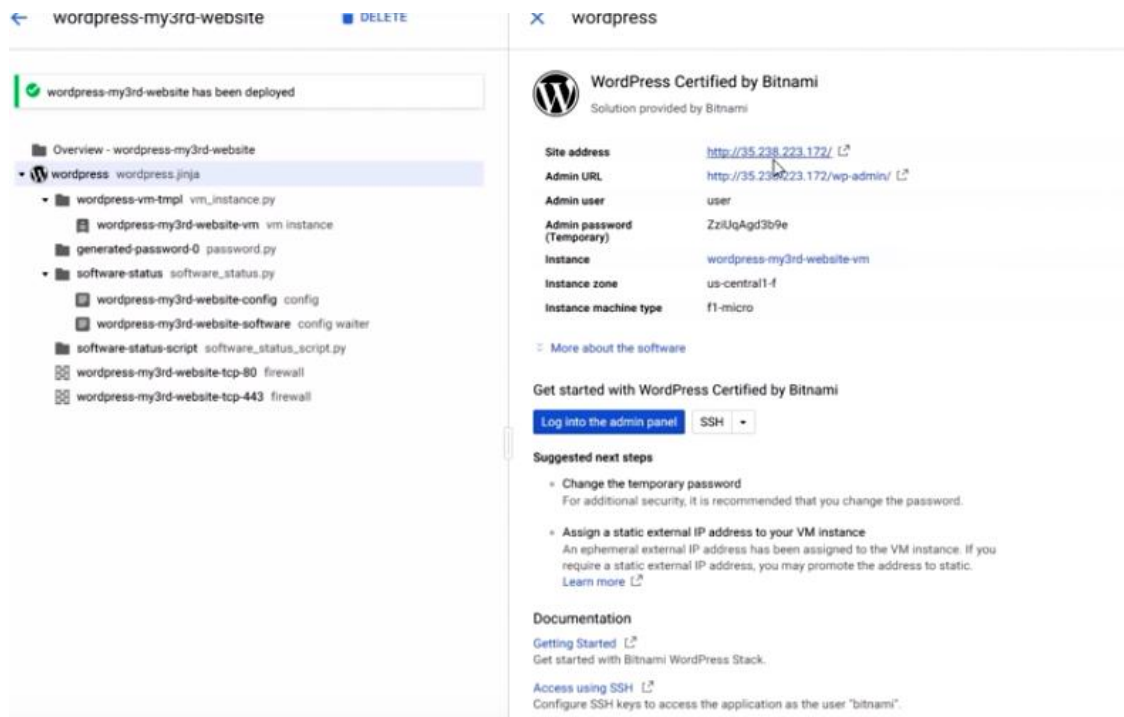 wordpress-my3rd-website DELETE
wordpress-my3rd-website has been deployed
Overview - wordpress-my3rd-website
wordpress wordpress.jinja
wordpress-vm-tmpl vm_instance.py
wordpress-my3rd-website-vm vm instance
generated-password-0 password.py
software-status software_status.py
wordpress-my3rd-website-config config
wordpress-my3rd-website-software config waiter
software-status-script software_status_script.py
wordpress-my3rd-website-tcp-80 firewall
wordpress-my3rd-website-tcp-443 firewall
wordpress
WordPress Certified by Bitnami
Solution provided by Bitnami
Site address http://35.238.223.172/
Admin URL http://35.238.223.172/wp-admin/
Admin user user
Admin password ZziUqAgd3b9e
(Temporary)
Instance wordpress-my3rd-website-vm
Instance zone us-central1-f
Instance machine type f1-micro
More about the software
Get started with WordPress Certified by Bitnami
Log into the admin panel SSH
Suggested next steps
Change the temporary password
For additional security, it is recommended that you change the password.
Assign a static external IP address to your VM instance
An ephemeral external IP address has been assigned to the VM instance. If you
require a static external IP address, you may promote the address to static.
Learn more
Documentation
Getting Started
Get started with Bitnami WordPress Stack.
Access using SSH
Configure SSH keys to access the application as the user "bitnami".